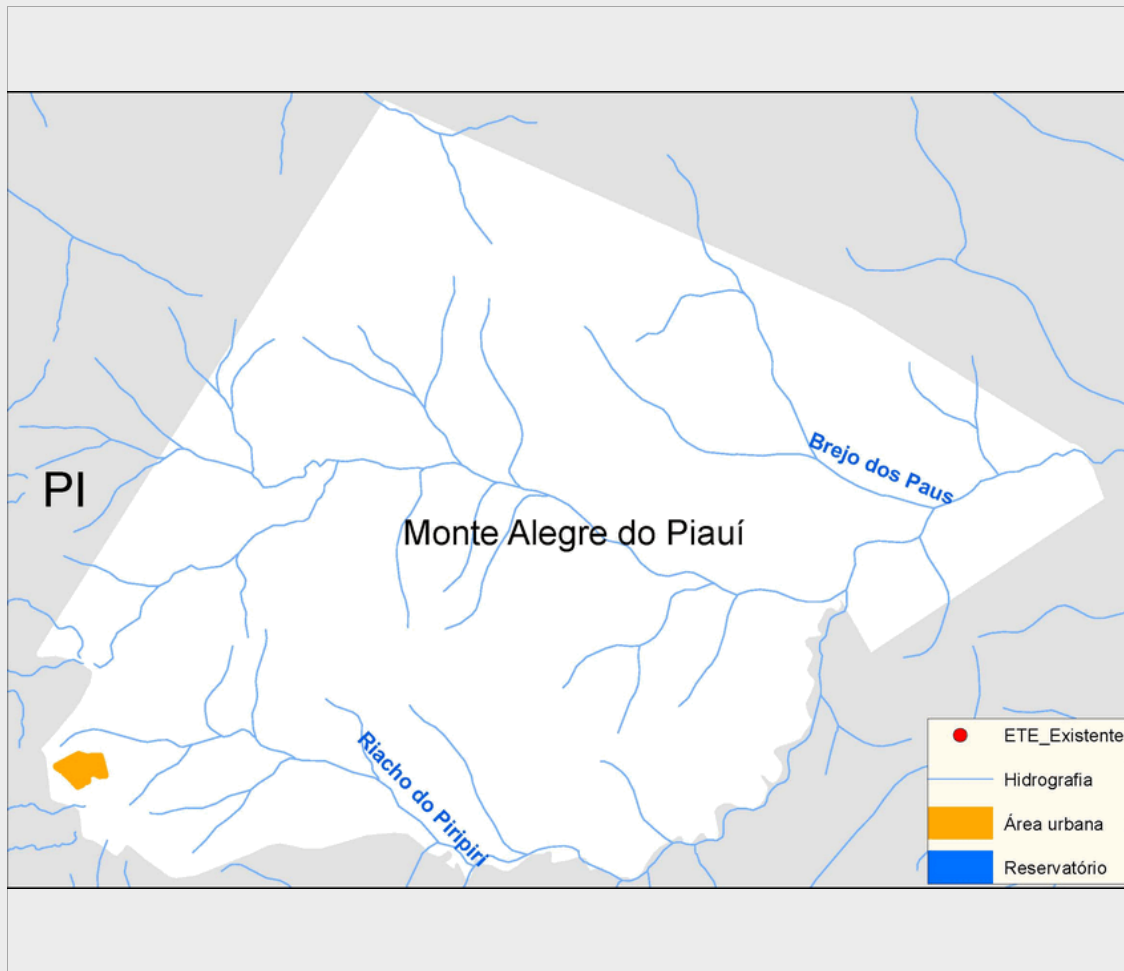 Brejo dos Paus
PI
Monte Alegre do Piauí
Riacho do Piripiri
ETE_Existente
Hidrografia
Área urbana
Reservatório